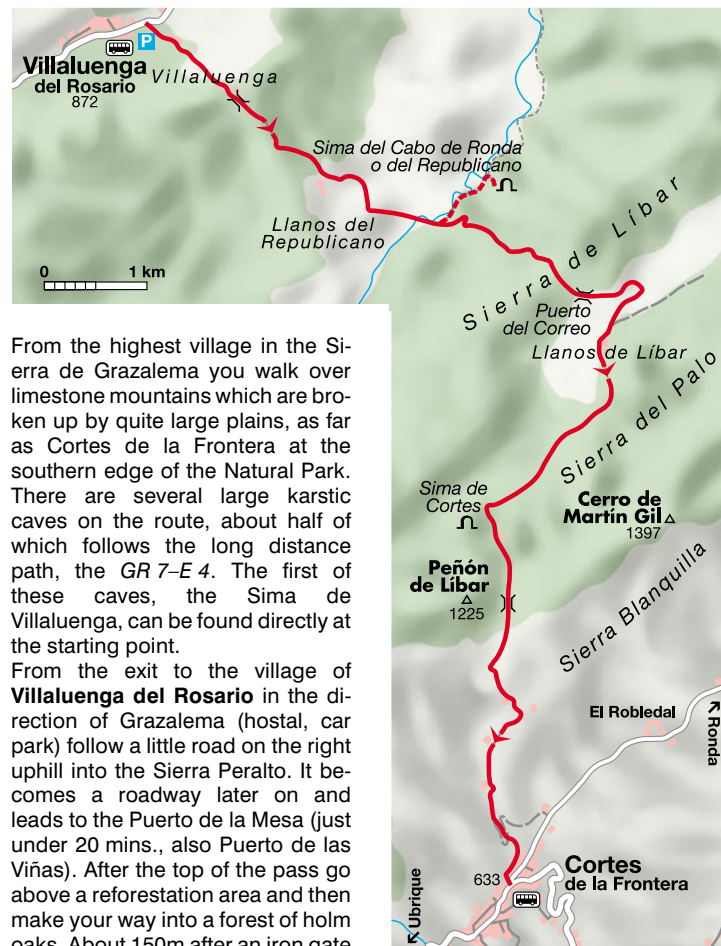 P
Villaluenga
del Rosario
872
Villaluenga
Sima del Cabo de Ronda
o del Republicano
Llanos del
Republicano
0 1 km
Sierra de Líbar
Puerto
del Correo
Llanos de Líbar
Sierra del Palo
Sima de
Cortes
Cerro de
Martín Gil
1397
Peñón
de Líbar
1225
Sierra Blanquilla
El Robledal
Ronda
633
Cortes
de la Frontera
Ubrique
From the highest village in the Si-
erra de Grazalema you walk over
limestone mountains which are bro-
ken up by quite large plains, as far
as Cortes de la Frontera at the
southern edge of the Natural Park.
There are several large karstic
caves on the route, about half of
which follows the long distance
path, the GR 7–E 4. The first of
these caves, the Sima de
Villaluenga, can be found directly at
the starting point.
From the exit to the village of
Villaluenga del Rosario in the di-
rection of Grazalema (hostal, car
park) follow a little road on the right
uphill into the Sierra Peralto. It be-
comes a roadway later on and
leads to the Puerto de la Mesa (just
under 20 mins., also Puerto de las
Viñas). After the top of the pass go
above a reforestation area and then
make your way into a forest of holm
oaks. About 150m after an iron gate